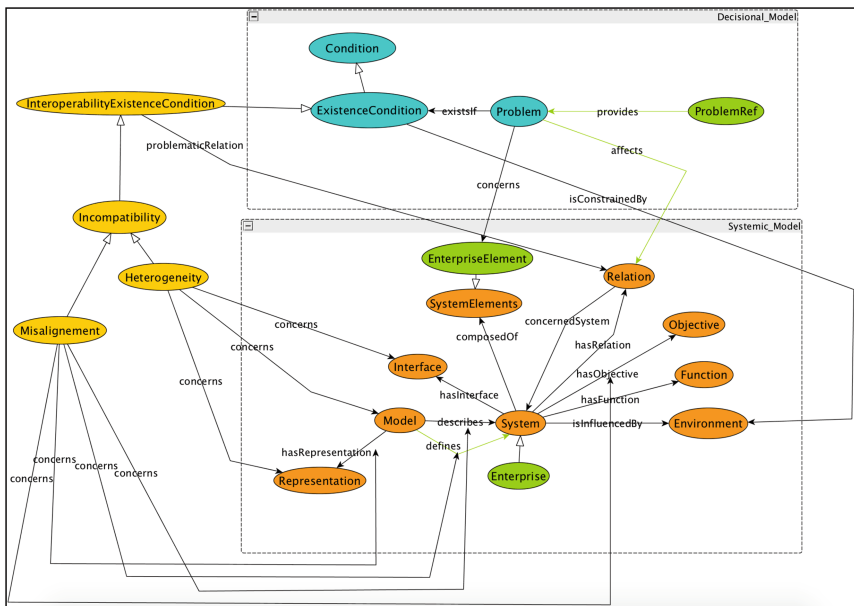 Decisional_Model
Condition
InteroperabilityExistenceCondition
ExistenceCondition
existsIf
Problem
provides
ProblemRef
problematicRelation
affects
concerns
isConstrainedBy
Incompatibility
Systemic_Model
EnterpriseElement
Heterogeneity
Relation
SystemElements
Misalignement
concerns
concernedSystem
Objective
composedOf
hasRelation
concerns
Interface
hasObjective
Function
concerns
hasInterface
hasFunction
Model
describes
System
isInfluencedBy
Environment
hasRepresentation
defines
concerns
concerns
concerns
concerns
Representation
Enterprise